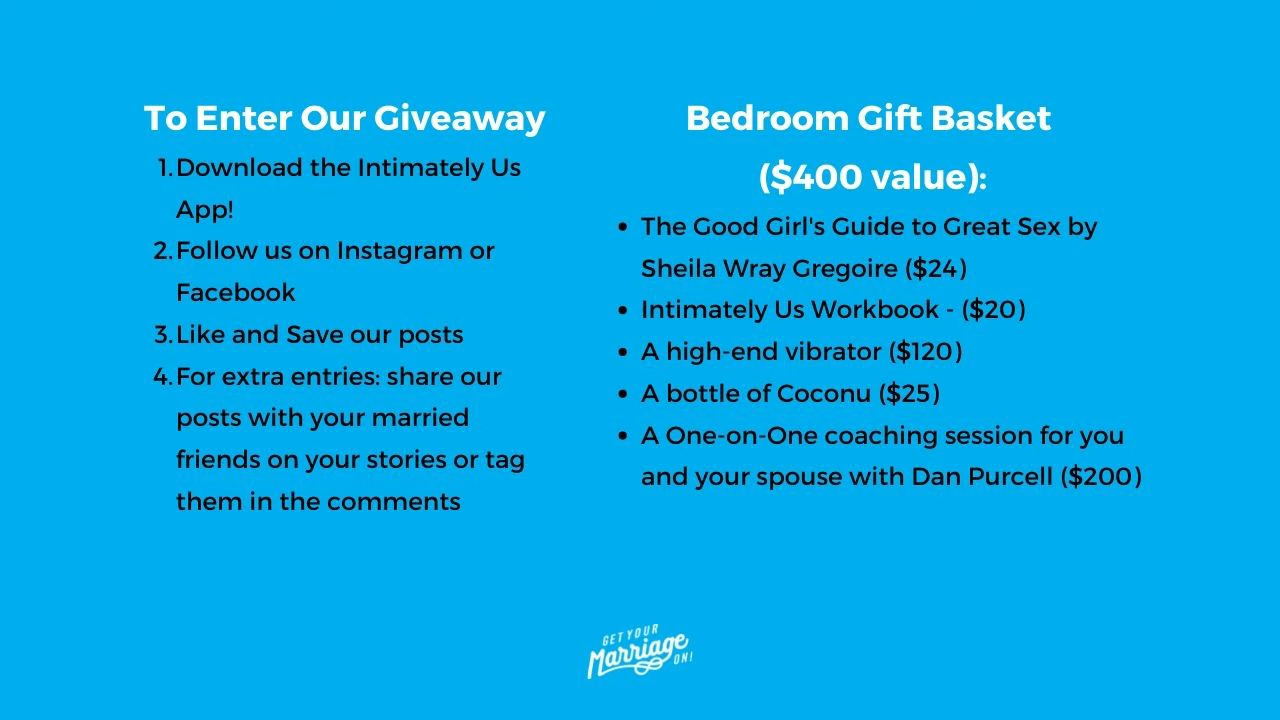 To Enter Our Giveaway
1. Download the Intimately Us
App!
2. Follow us on Instagram or
Facebook
3. Like and Save our posts
4. For extra entries: share our
posts with your married
friends on your stories or tag
them in the comments
Bedroom Gift Basket
($400 value):
• The Good Girl's Guide to Great Sex by
Sheila Wray Gregoire ($24)
• Intimately Us Workbook - ($20)
• A high-end vibrator ($120)
• A bottle of Coconu ($25)
• A One-on-One coaching session for you
and your spouse with Dan Purcell ($200)
GET YOUR
Marriage
ON!